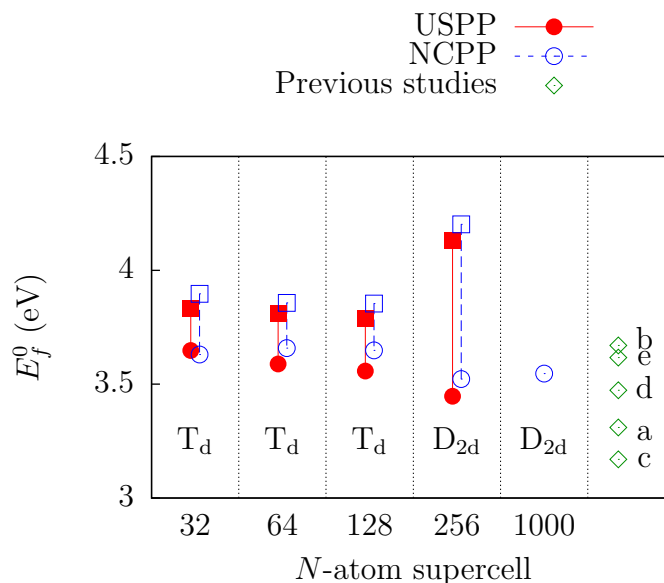 USPP
NCPP
Previous studies
4.5
4
3.5
3
E_f^0 (eV)
T_d T_d T_d D_2d D_2d
b
e
d
a
c
32 64 128 256 1000
N-atom supercell